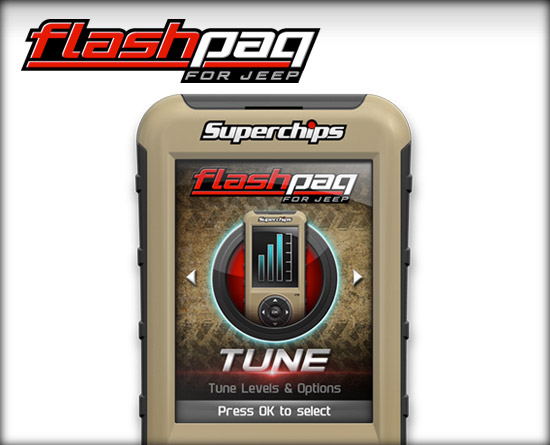 flashpaq
FOR JEEP
Superchips
flashpaq
FOR JEEP
Superchips
TUNE
Tune Levels & Options
Press OK to select